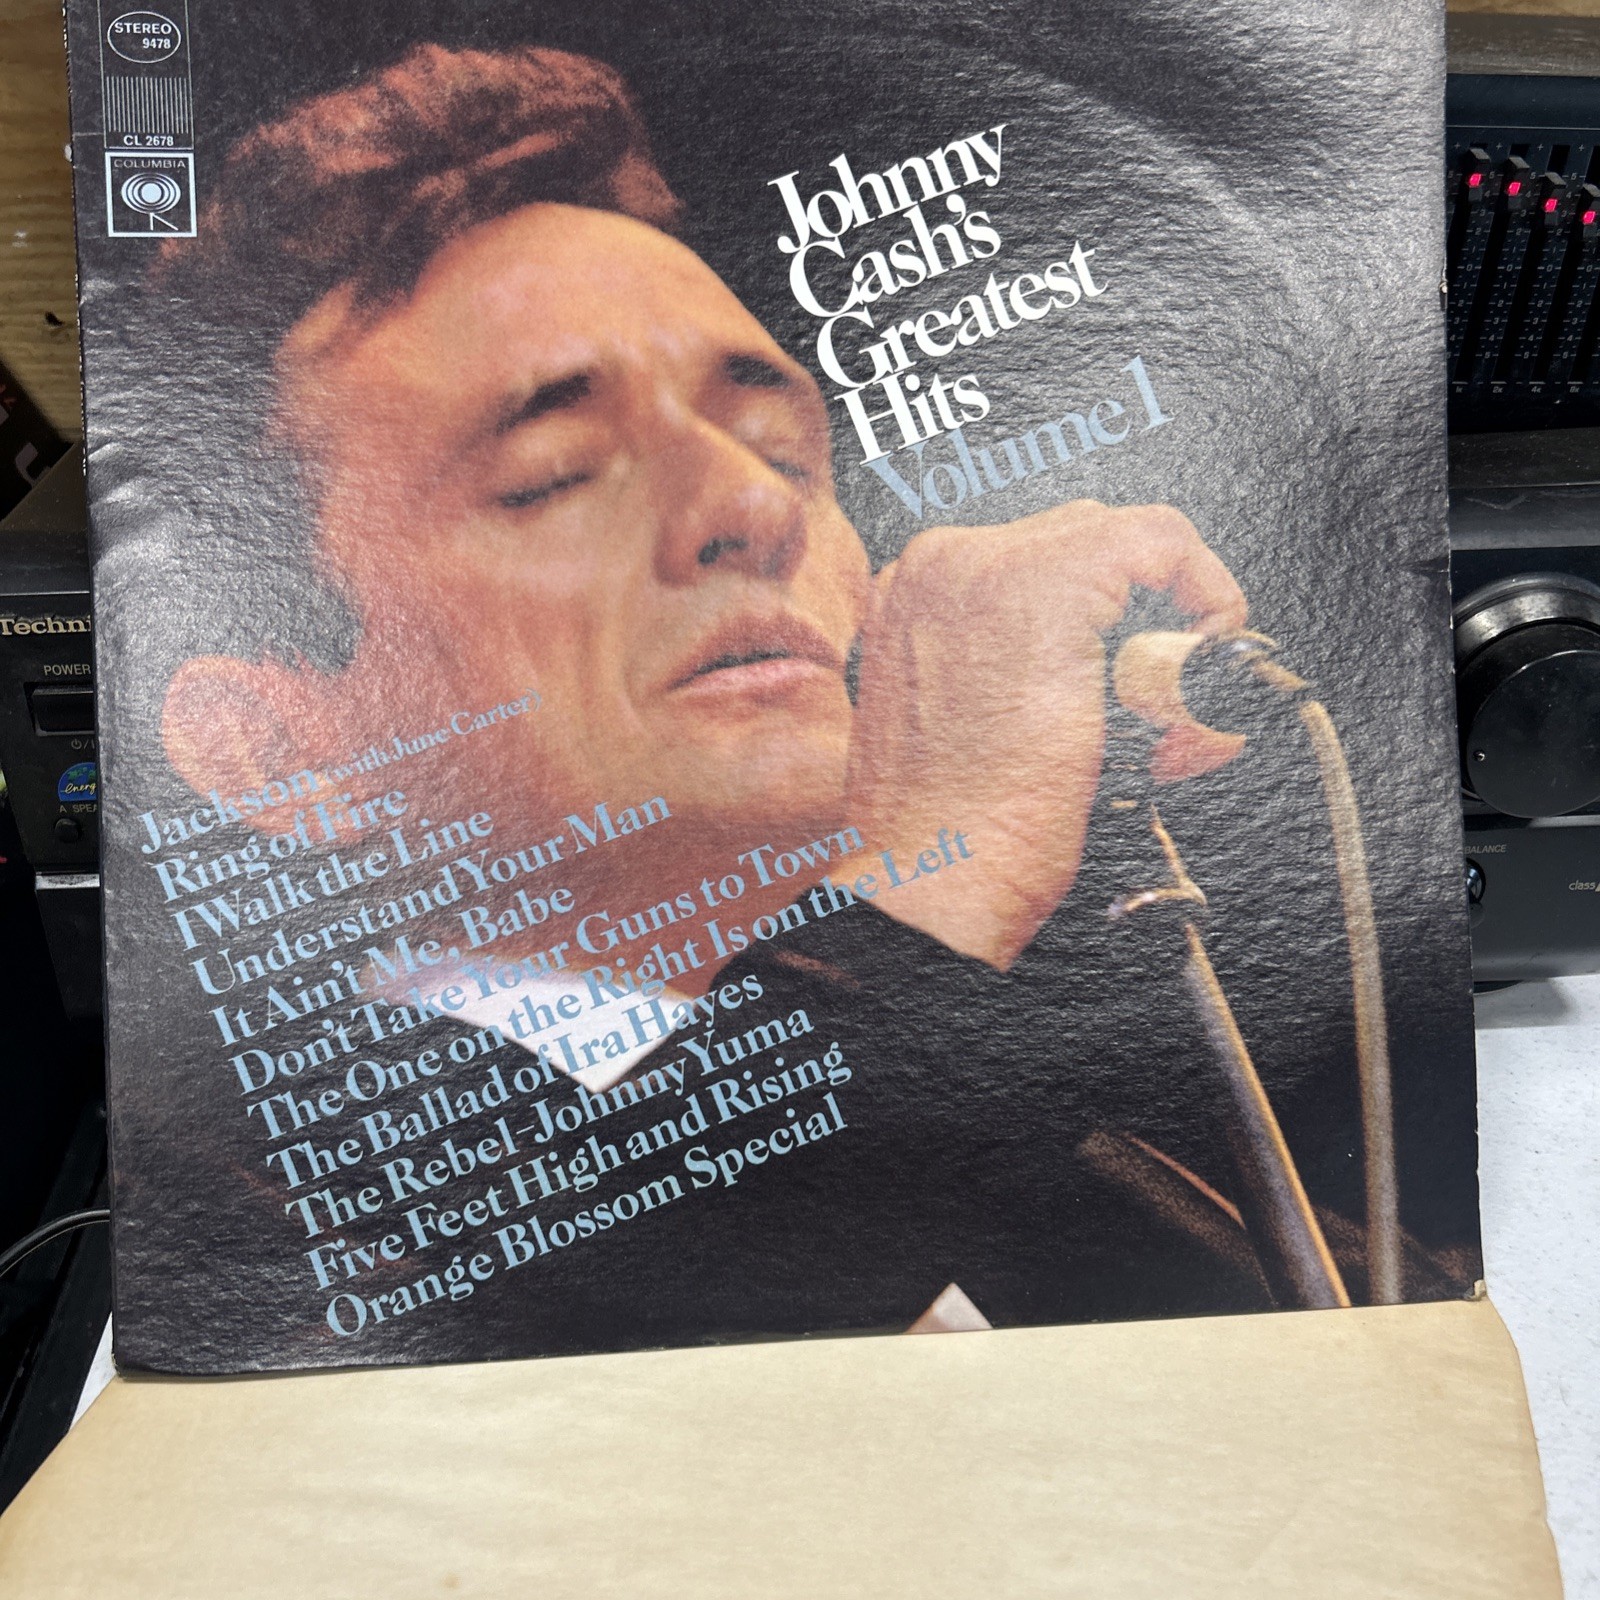 STEREO
9478
CL 2678
COLUMBIA
Johnny
Cash's
Greatest
Hits
Volume 1
Jackson (with June Carter)
Ring of Fire
I Walk the Line
Understand Your Man
It Ain't Me, Babe
Don't Take Your Guns to Town
The One on the Right Is on the Left
The Ballad of Ira Hayes
The Rebel-Johnny Yuma
Five Feet High and Rising
Orange Blossom Special
Techni
POWER
energ
A SPEA
BALANCE
class